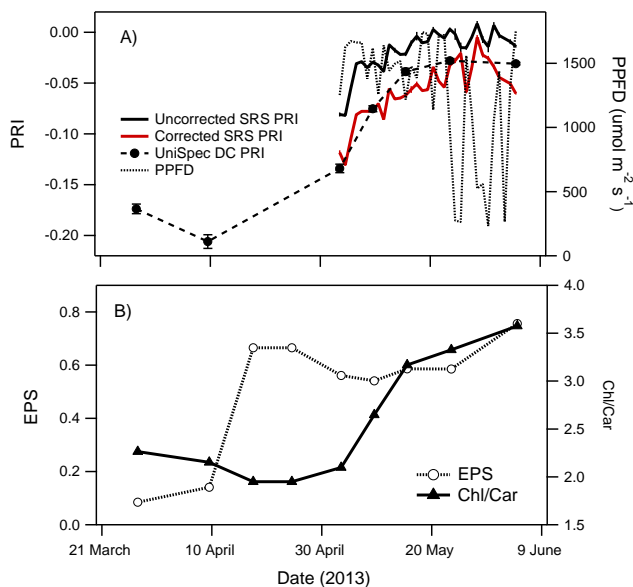 A)
0.00
-0.05
-0.10
-0.15
-0.20
PRI
Uncorrected SRS PRI
Corrected SRS PRI
UniSpec DC PRI
PPFD
1500
1000
500
0
PPFD
(umol m⁻² s⁻¹)
B)
0.8
0.6
0.4
0.2
0.0
EPS
EPS
Chl/Car
4.0
3.5
3.0
2.5
2.0
1.5
Chl/Car
21 March 10 April 30 April 20 May 9 June
Date (2013)